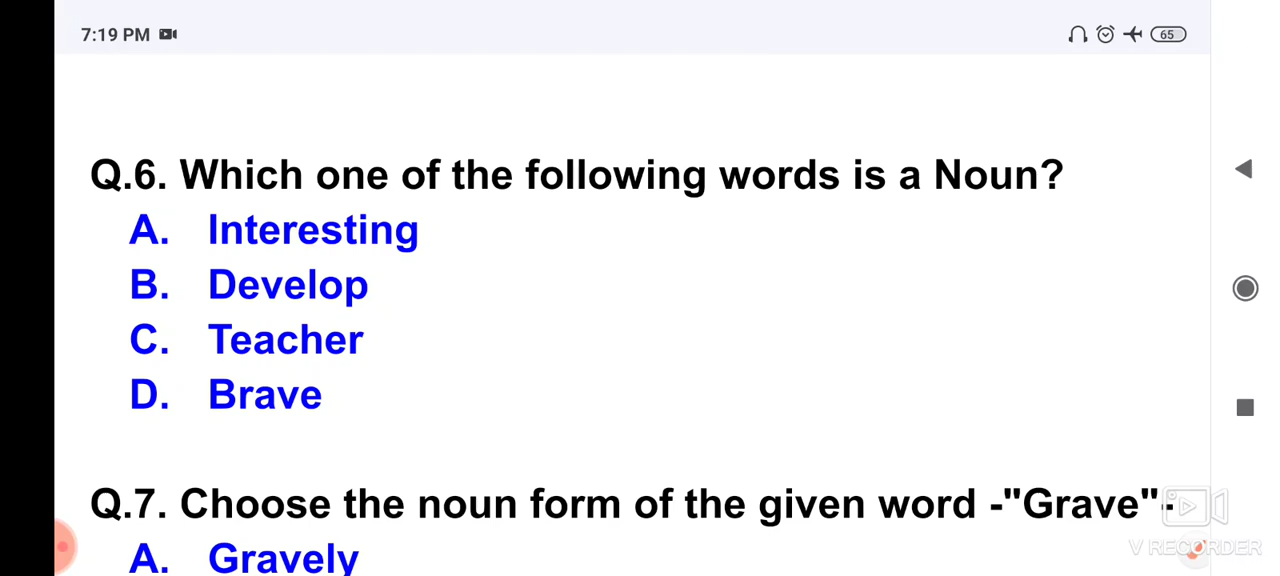 7:19 PM
65
Q.6. Which one of the following words is a Noun?
A. Interesting
B. Develop
C. Teacher
D. Brave
Q.7. Choose the noun form of the given word -"Grave"-
A. Gravely
V RECORDER